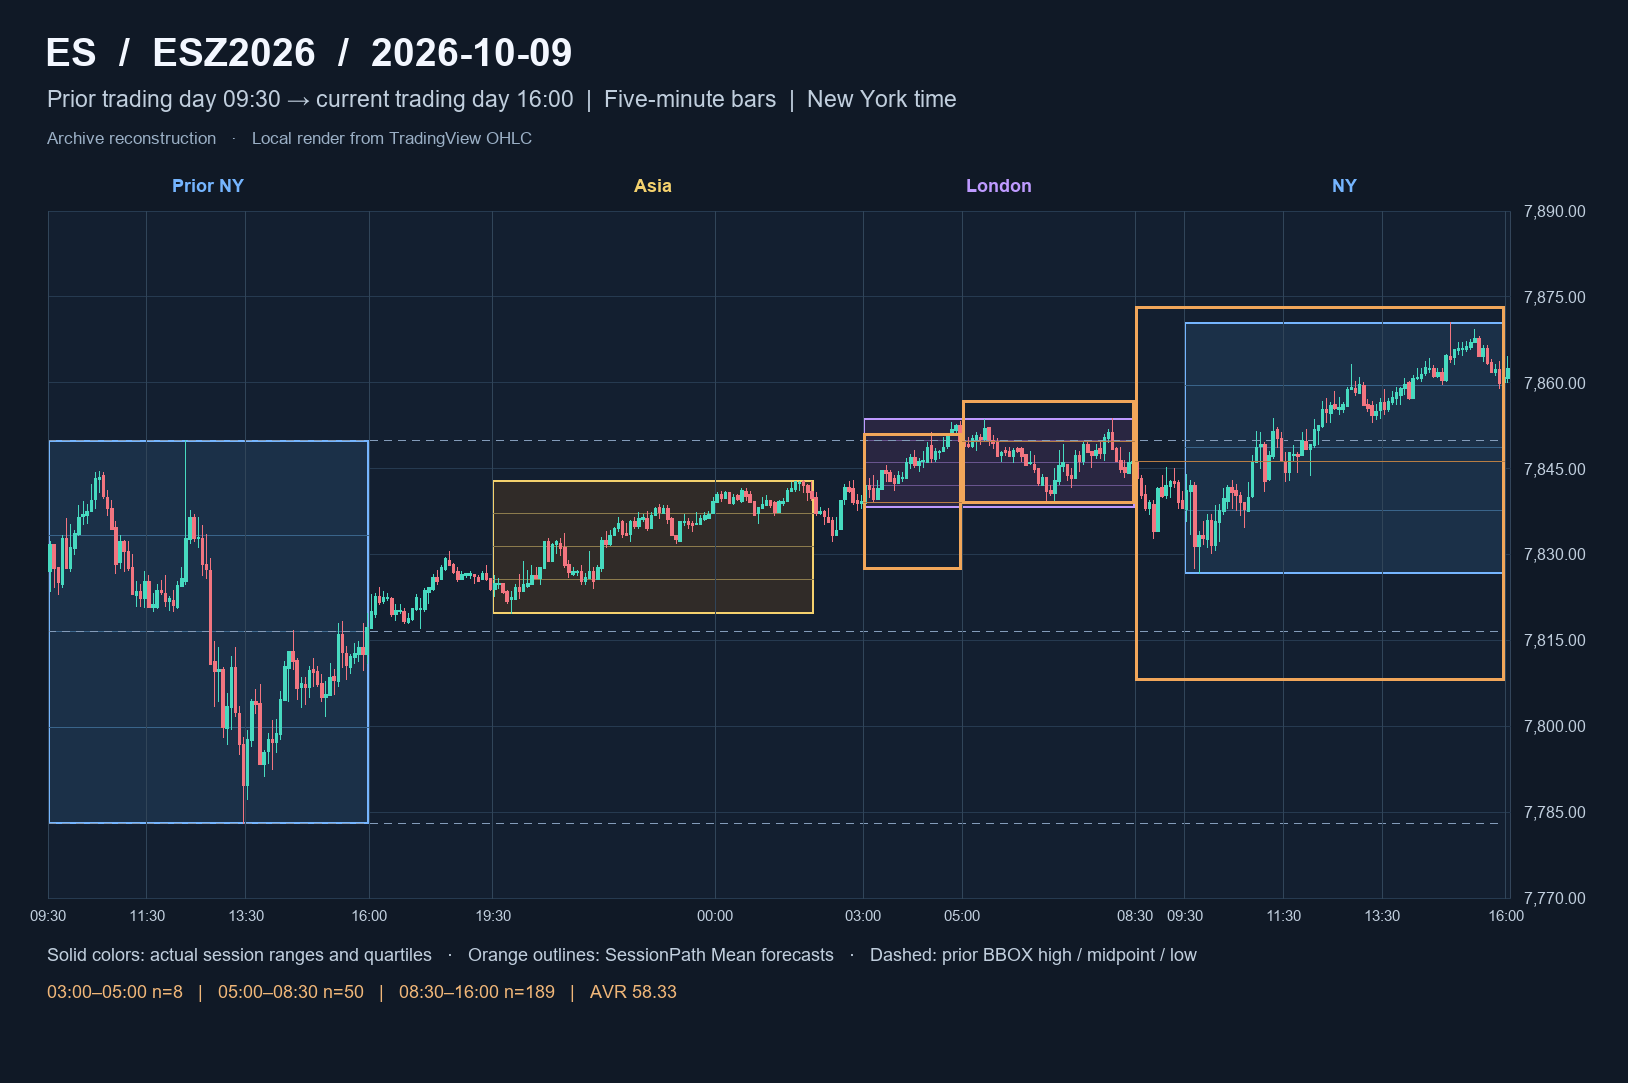 ES / ESZ2026 / 2026-10-09
Prior trading day 09:30 → current trading day 16:00 | Five-minute bars | New York time
Archive reconstruction · Local render from TradingView OHLC
Prior NY Asia London NY
7,890.00
7,875.00
7,860.00
7,845.00
7,830.00
7,815.00
7,800.00
7,785.00
7,770.00
09:30 11:30 13:30 16:00 19:30 00:00 03:00 05:00 08:30 09:30 11:30 13:30 16:00
Solid colors: actual session ranges and quartiles · Orange outlines: SessionPath Mean forecasts · Dashed: prior BBOX high / midpoint / low
03:00–05:00 n=8 | 05:00–08:30 n=50 | 08:30–16:00 n=189 | AVR 58.33